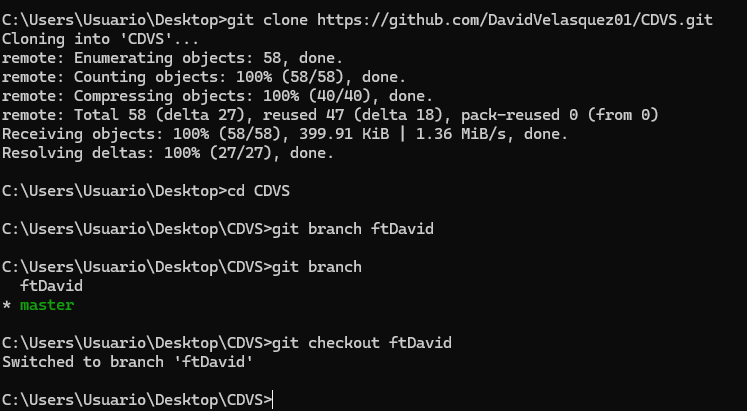 C:\Users\Usuario\Desktop>git clone https://github.com/DavidVelasquez01/CDVS.git
Cloning into 'CDVS'...
remote: Enumerating objects: 58, done.
remote: Counting objects: 100% (58/58), done.
remote: Compressing objects: 100% (40/40), done.
remote: Total 58 (delta 27), reused 47 (delta 18), pack-reused 0 (from 0)
Receiving objects: 100% (58/58), 399.91 KiB | 1.36 MiB/s, done.
Resolving deltas: 100% (27/27), done.
C:\Users\Usuario\Desktop>cd CDVS
C:\Users\Usuario\Desktop\CDVS>git branch ftDavid
C:\Users\Usuario\Desktop\CDVS>git branch
  ftDavid
* master
C:\Users\Usuario\Desktop\CDVS>git checkout ftDavid
Switched to branch 'ftDavid'
C:\Users\Usuario\Desktop\CDVS>